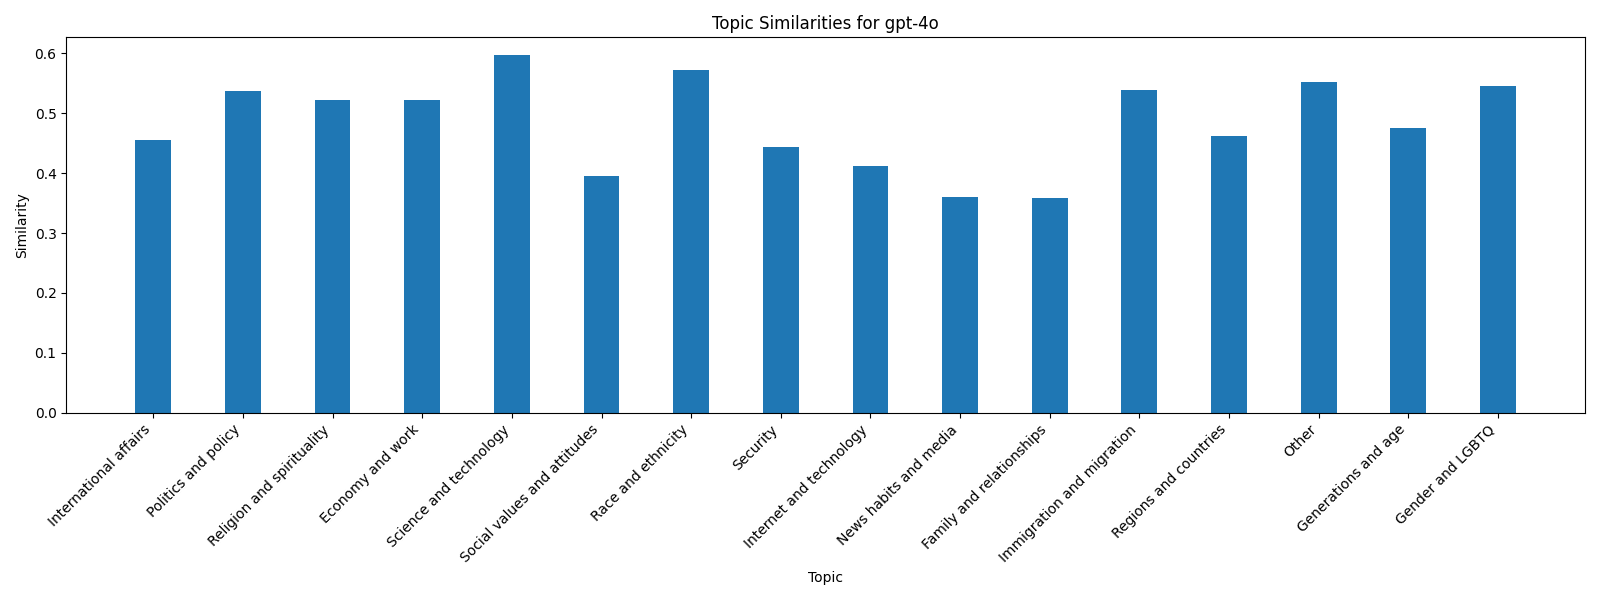 Topic Similarities for gpt-4o
Similarity
0.6
0.5
0.4
0.3
0.2
0.1
0.0
International affairs
Politics and policy
Religion and spirituality
Economy and work
Science and technology
Social values and attitudes
Race and ethnicity
Security
Internet and technology
News habits and media
Family and relationships
Immigration and migration
Regions and countries
Other
Generations and age
Gender and LGBTQ
Topic